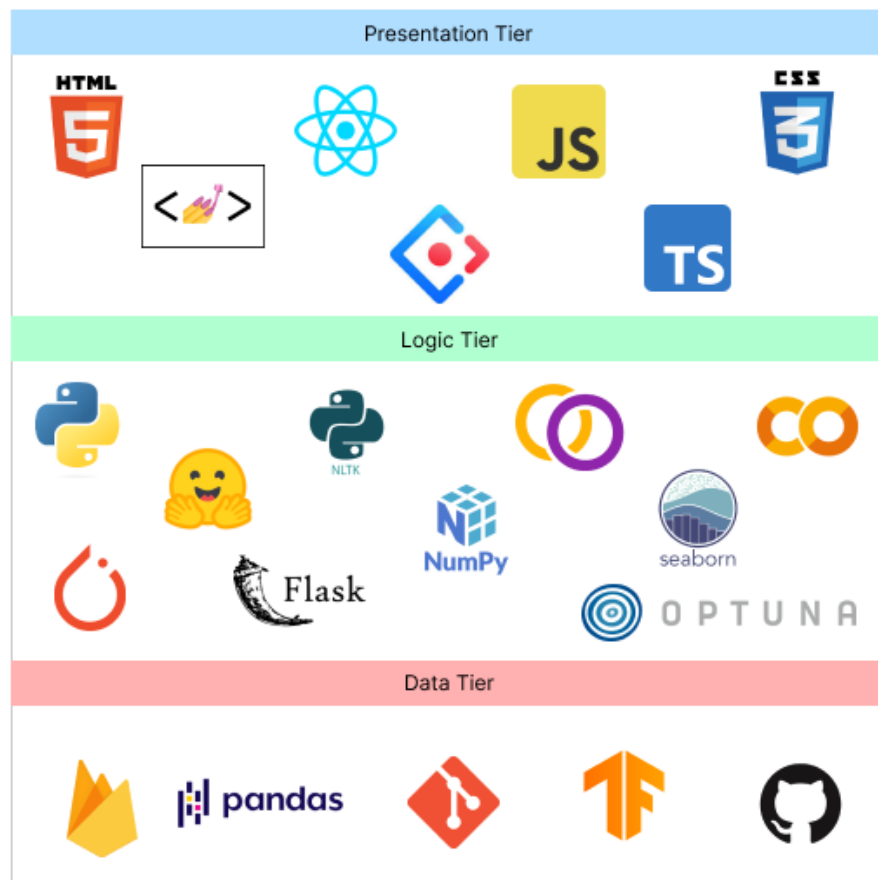 Presentation Tier
HTML
5
JS
CSS
3
< >
TS
Logic Tier
NLTK
NumPy
seaborn
Flask
OPTUNA
Data Tier
pandas